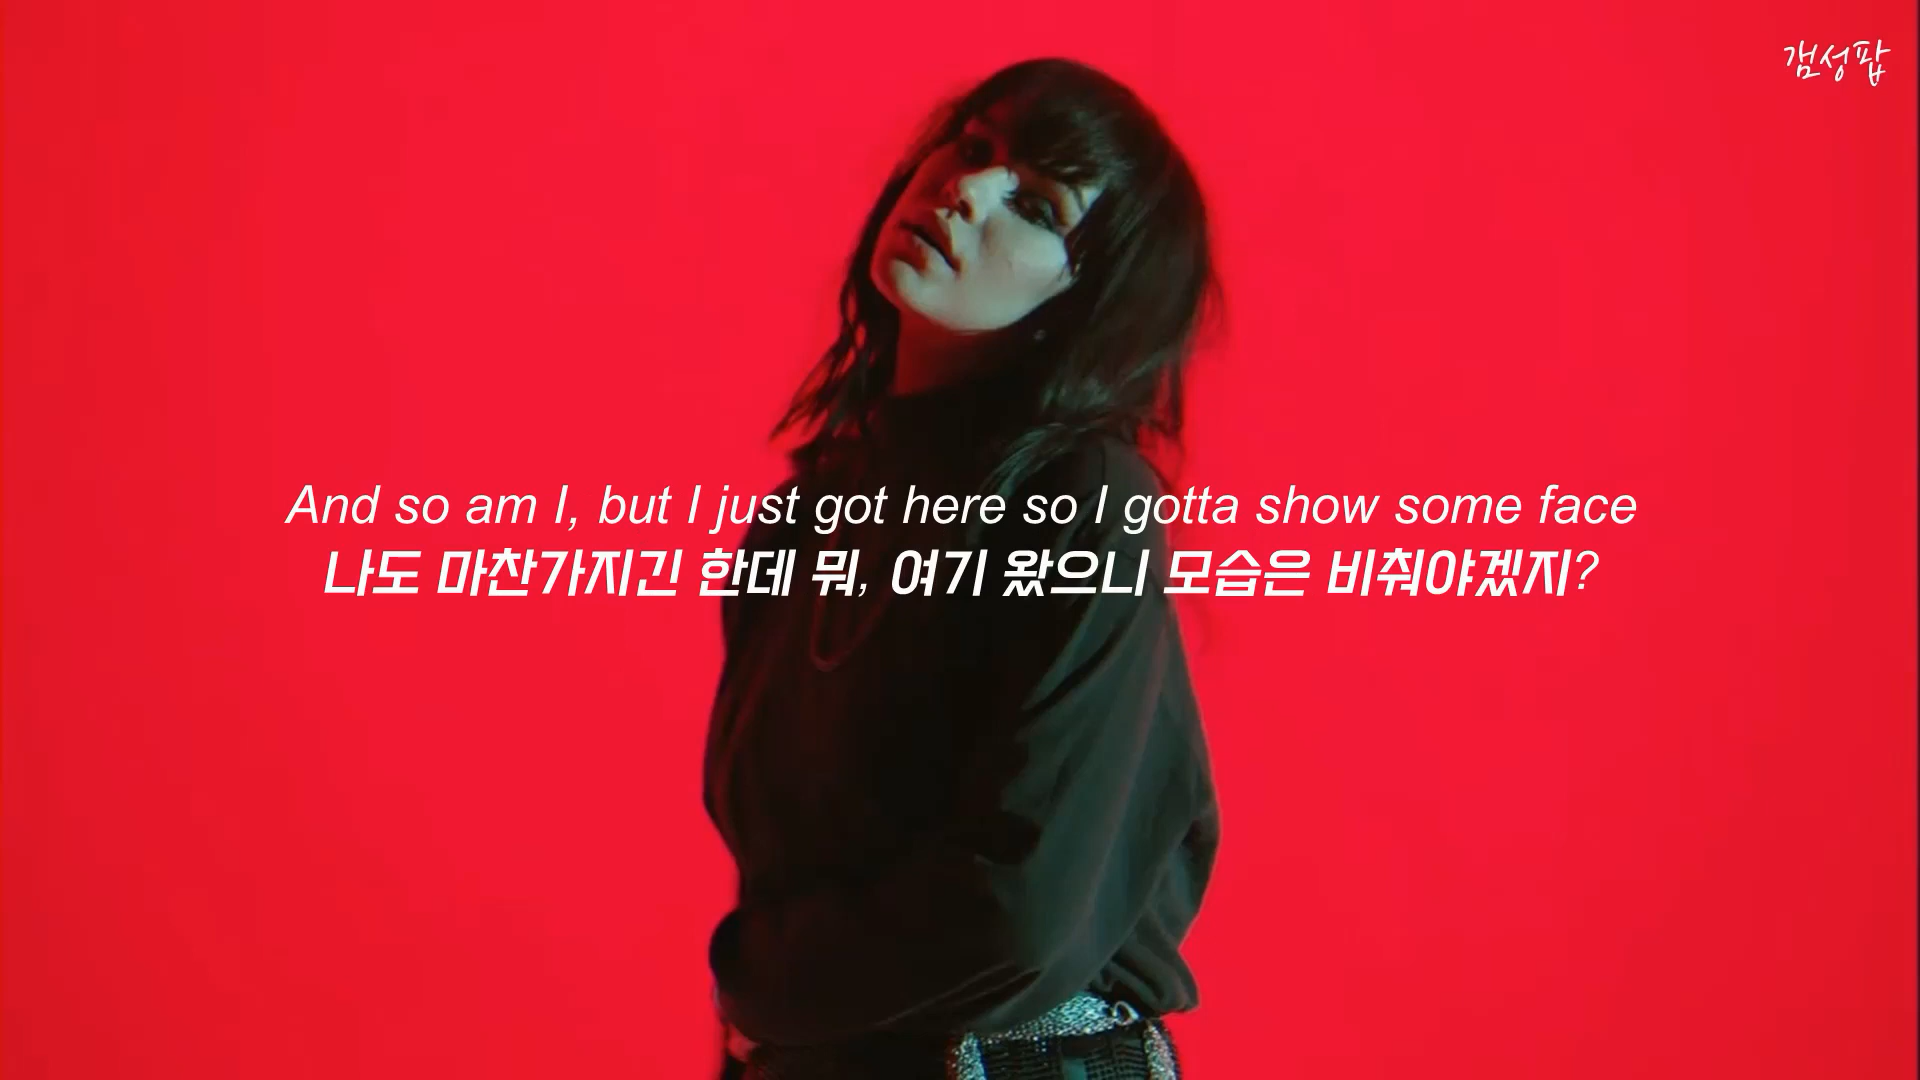 갬성팝
And so am I, but I just got here so I gotta show some face
나도 마찬가지긴 한데 뭐, 여기 왔으니 모습은 비춰야겠지?